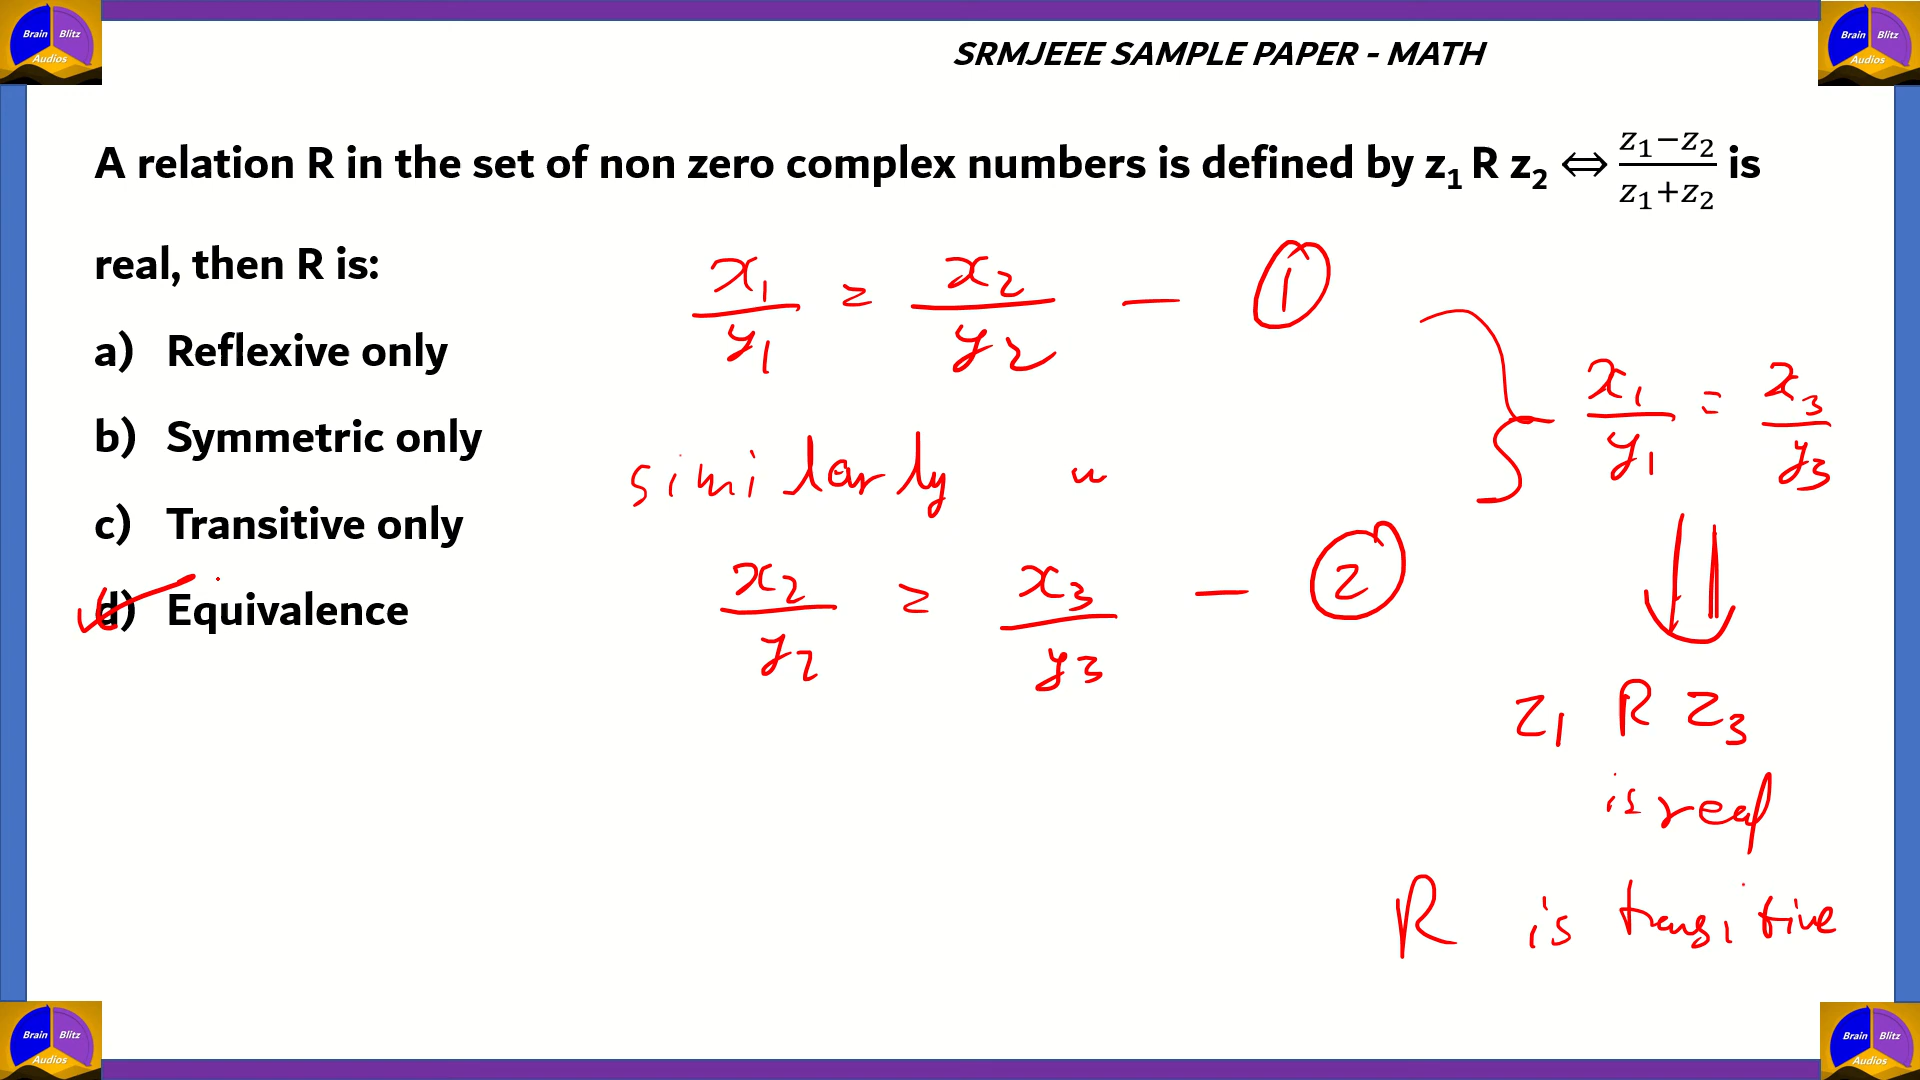 Brain Blitz
Audios
Brain Blitz
Audios
SRMJEEE SAMPLE PAPER - MATH
A relation R in the set of non zero complex numbers is defined by z₁ R z₂ ⇔ (z₁−z₂)/(z₁+z₂) is
real, then R is:
a) Reflexive only
b) Symmetric only
c) Transitive only
d) Equivalence
x₁/y₁ = x₂/y₂ — ①
similarly
x₂/y₂ = x₃/y₃ — ②
x₁/y₁ = x₃/y₃
z₁ R z₃
is real
R is transitive
Brain Blitz
Audios
Brain Blitz
Audios